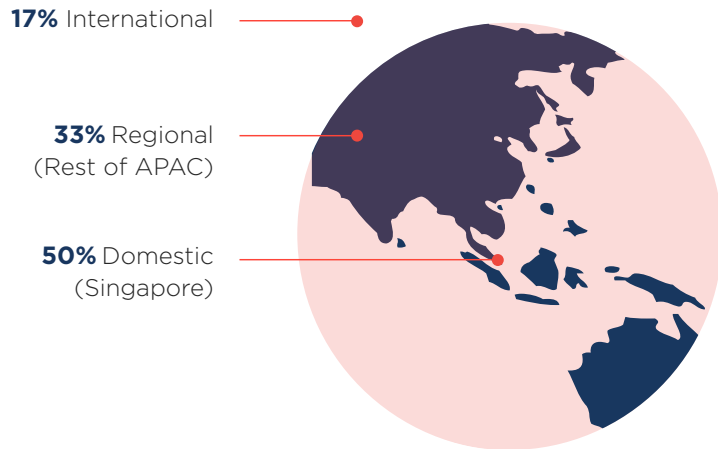 17% International
33% Regional
(Rest of APAC)
50% Domestic
(Singapore)